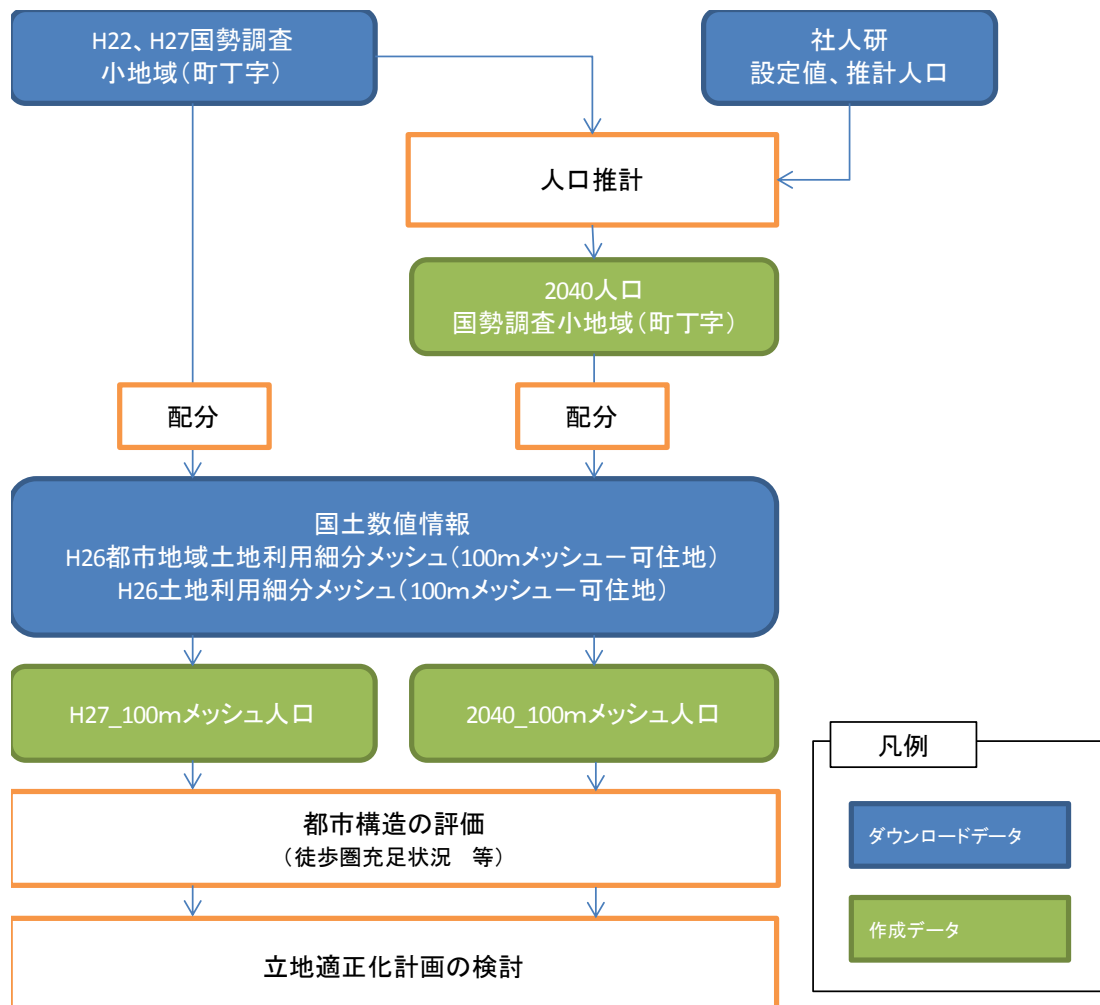 H22、H27国勢調査
小地域（町丁字）
社人研
設定値、推計人口
人口推計
2040人口
国勢調査小地域（町丁字）
配分
配分
国土数値情報
H26都市地域土地利用細分メッシュ（100mメッシュー可住地）
H26土地利用細分メッシュ（100mメッシュー可住地）
H27_100mメッシュ人口
2040_100mメッシュ人口
都市構造の評価
（徒歩圏充足状況　等）
立地適正化計画の検討
凡例
ダウンロードデータ
作成データ